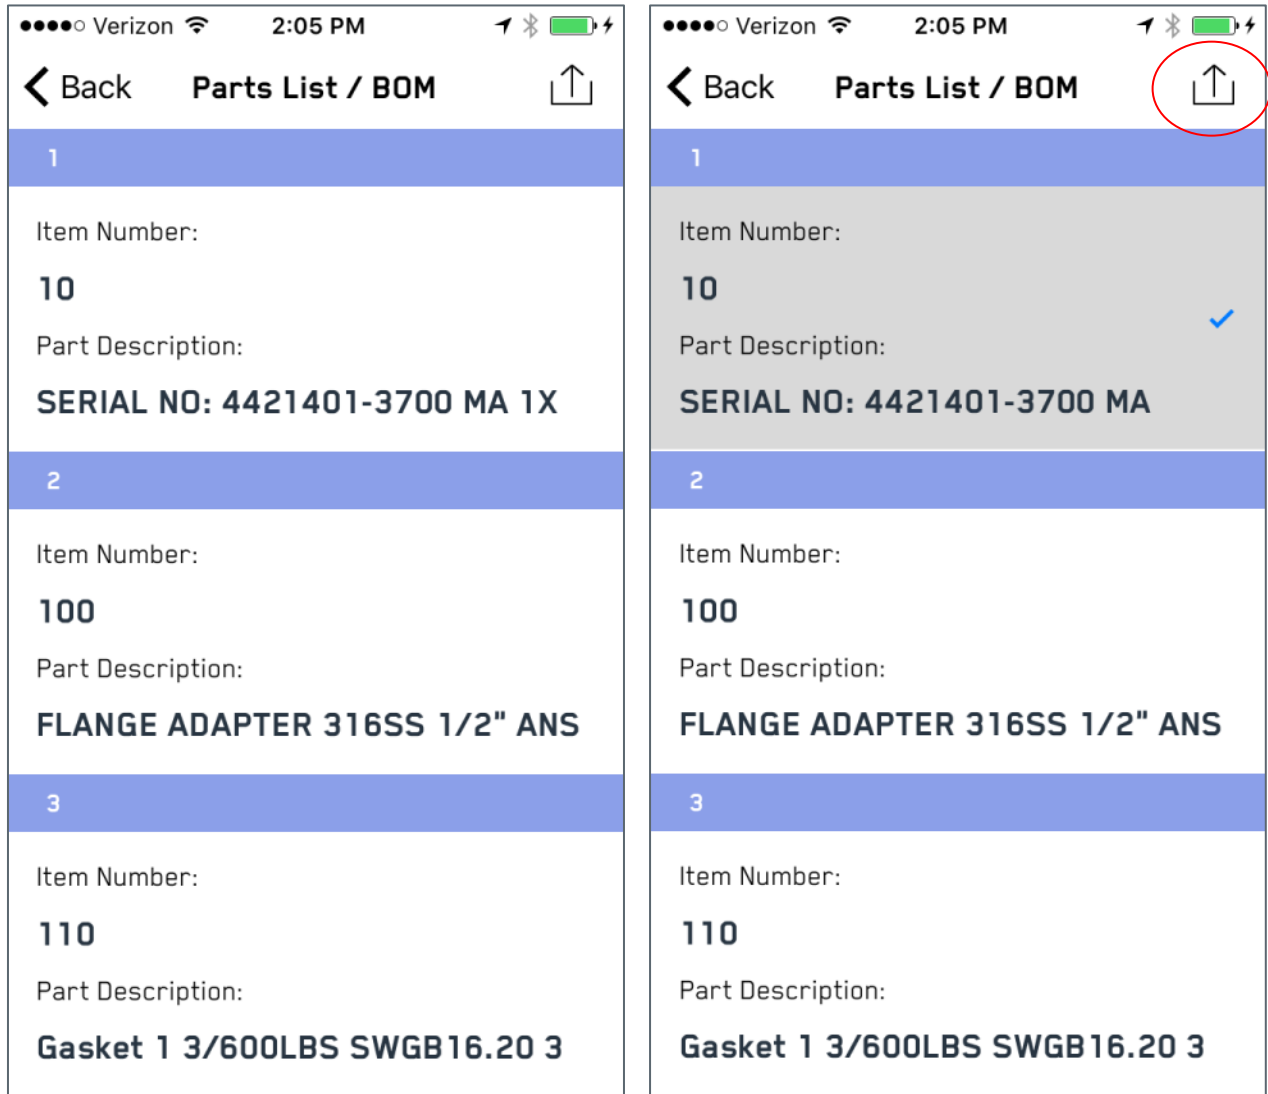 Verizon 2:05 PM
Back Parts List / BOM
1
Item Number:
10
Part Description:
SERIAL NO: 4421401-3700 MA 1X
2
Item Number:
100
Part Description:
FLANGE ADAPTER 316SS 1/2" ANS
3
Item Number:
110
Part Description:
Gasket 1 3/600LBS SWGB16.20 3
Verizon 2:05 PM
Back Parts List / BOM
1
Item Number:
10
Part Description:
SERIAL NO: 4421401-3700 MA
2
Item Number:
100
Part Description:
FLANGE ADAPTER 316SS 1/2" ANS
3
Item Number:
110
Part Description:
Gasket 1 3/600LBS SWGB16.20 3